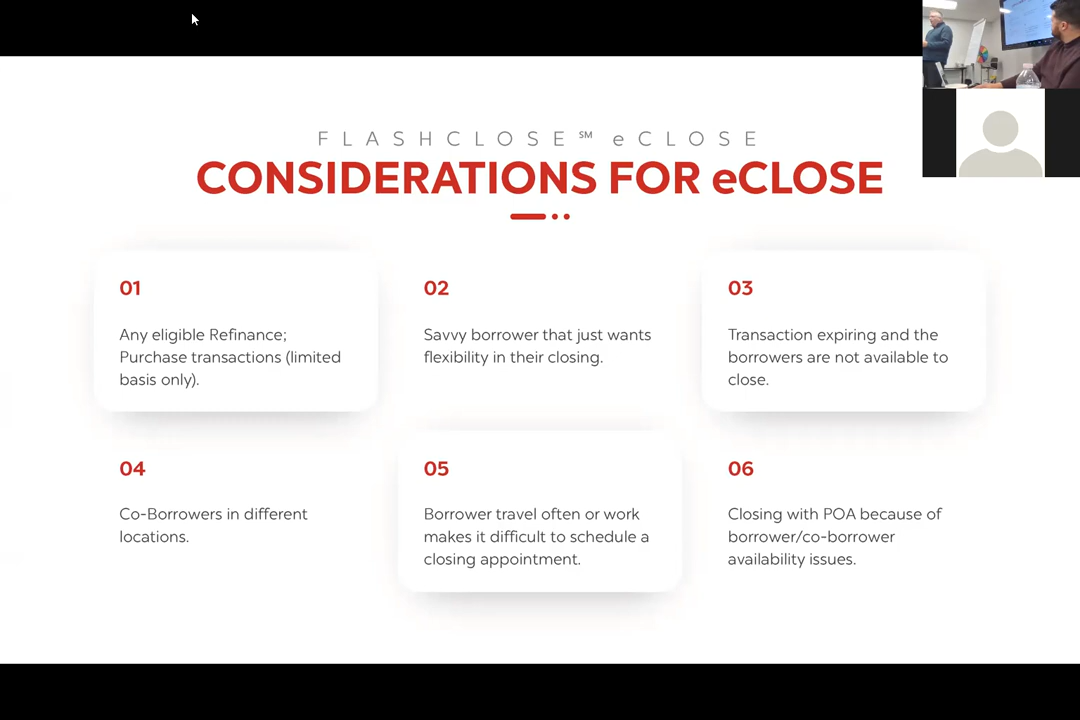 FLASHCLOSE℠ eCLOSE
CONSIDERATIONS FOR eCLOSE
01
Any eligible Refinance;
Purchase transactions (limited
basis only).
02
Savvy borrower that just wants
flexibility in their closing.
03
Transaction expiring and the
borrowers are not available to
close.
04
Co-Borrowers in different
locations.
05
Borrower travel often or work
makes it difficult to schedule a
closing appointment.
06
Closing with POA because of
borrower/co-borrower
availability issues.